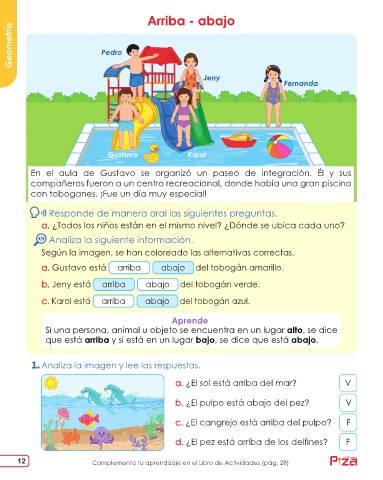 Geometría
Arriba - abajo
Pedro
Jeny
Fernanda
Gustavo
Karol
En el aula de Gustavo se organizó un paseo de integración. Él y sus
compañeros fueron a un centro recreacional, donde había una gran piscina
con toboganes. ¡Fue un día muy especial!
Responde de manera oral las siguientes preguntas.
a. ¿Todos los niños están en el mismo nivel? ¿Dónde se ubica cada uno?
Analiza la siguiente información.
Según la imagen, se han coloreado las alternativas correctas.
a. Gustavo está arriba abajo del tobogán amarillo.
b. Jeny está arriba abajo del tobogán verde.
c. Karol está arriba abajo del tobogán azul.
Aprende
Si una persona, animal u objeto se encuentra en un lugar alto, se dice
que está arriba y si está en un lugar bajo, se dice que está abajo.
1. Analiza la imagen y lee las respuestas.
a. ¿El sol está arriba del mar? V
b. ¿El pulpo está abajo del pez? V
c. ¿El cangrejo está arriba del pulpo? F
d. ¿El pez está arriba de los delfines? F
12
Complementa tu aprendizaje en el Libro de Actividades (pág. 28)